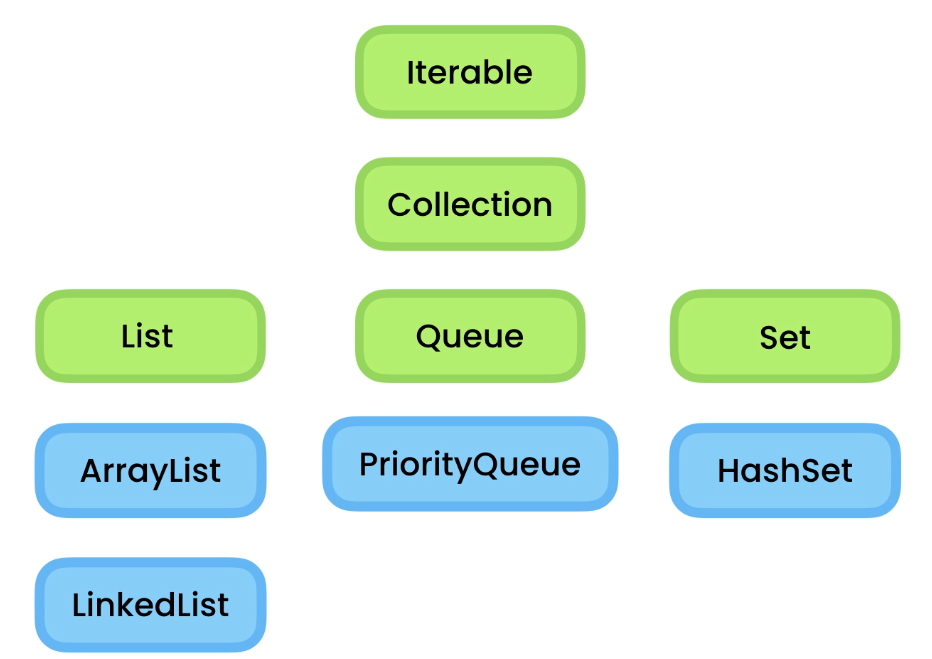 Iterable
Collection
List
Queue
Set
ArrayList
PriorityQueue
HashSet
LinkedList